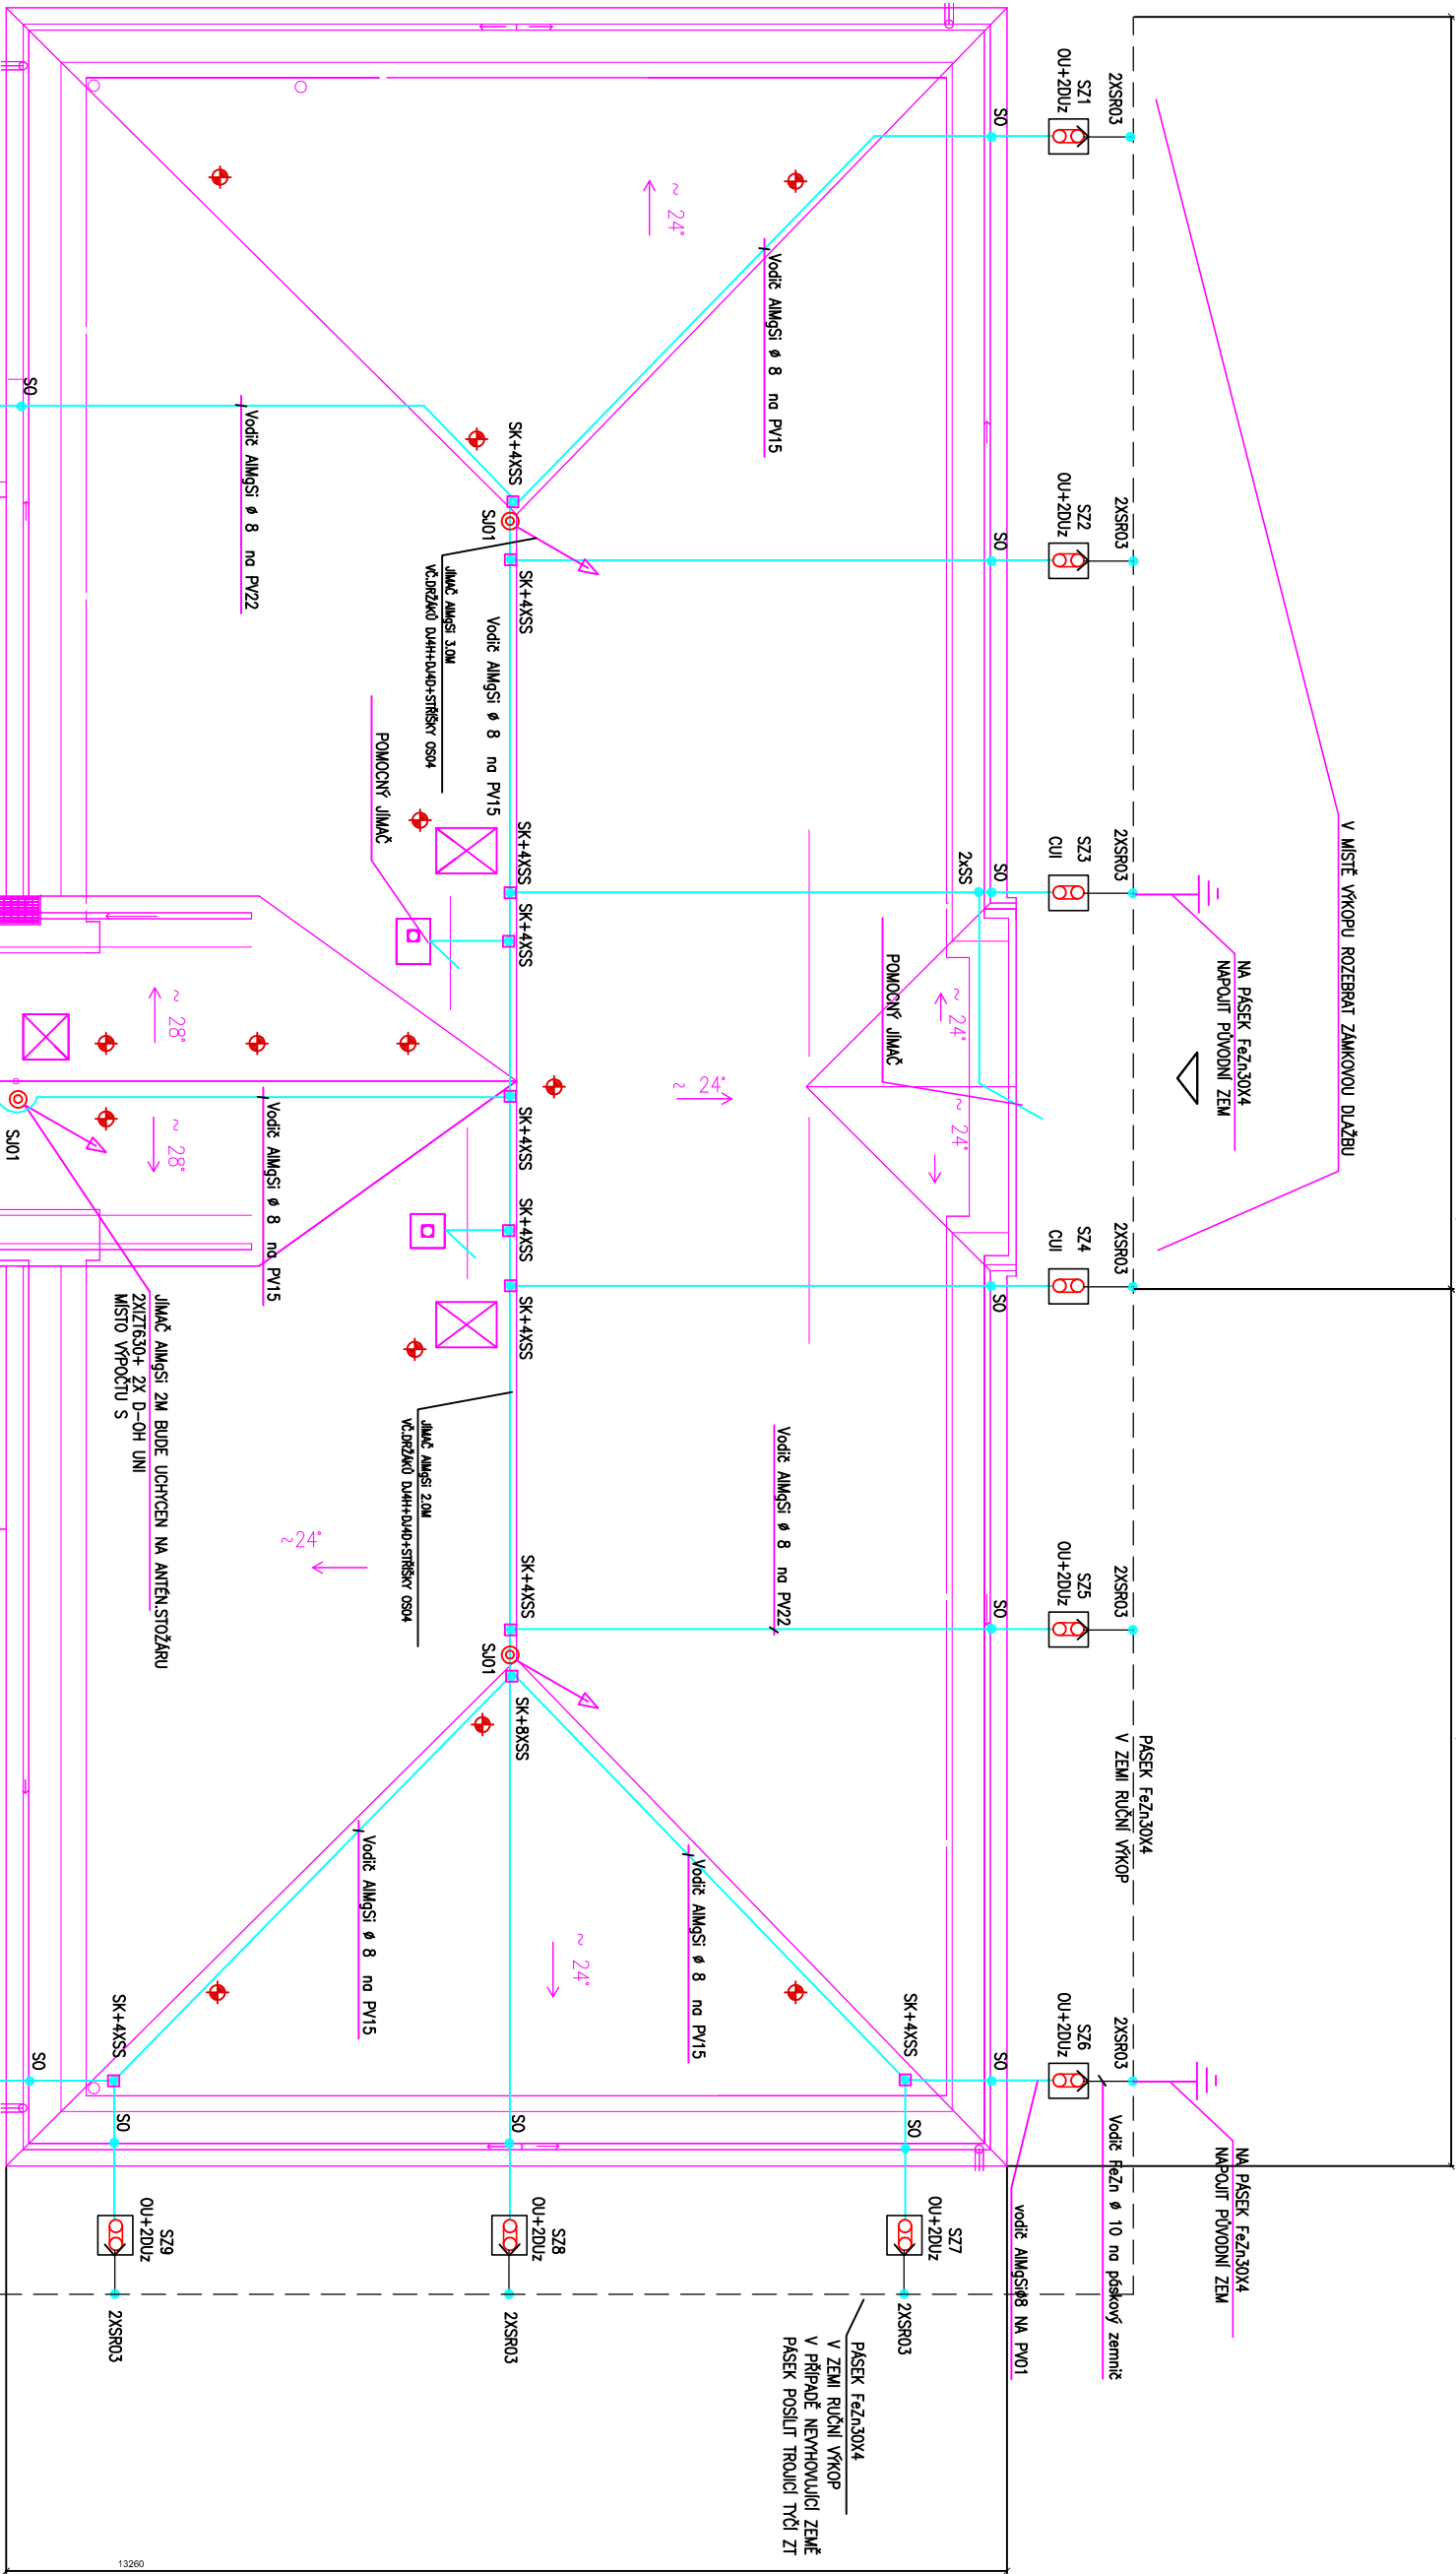 2XSR03
SZ1
OU+2DUz
SO
2XSR03
SZ2
OU+2DUz
SO
2XSR03
SZ3
CUI
SO
2xSS
2XSR03
SZ4
CUI
SO
2XSR03
SZ5
OU+2DUz
SO
2XSR03
SZ6
OU+2DUz
SO
V MÍSTĚ VÝKOPU ROZEBRAT ZÁMKOVOU DLAŽBU
NA PÁSEK FeZn30X4
NAPOJIT PŮVODNÍ ZEM
PÁSEK FeZn30X4
V ZEMI RUČNÍ VÝKOP
NA PÁSEK FeZn30X4
NAPOJIT PŮVODNÍ ZEM
Vodič FeZn ø 10 na páskový zemnič
vodič AlMgSiø8 NA PV01
~ 24°
Vodič AlMgSi ø 8 na PV15
POMOCNÝ JÍMAČ
~ 24°
~ 24°
~ 24°
Vodič AlMgSi ø 8 na PV22
Vodič AlMgSi ø 8 na PV15
SK+4XSS
SO
SZ7
OU+2DUz
2XSR03
PÁSEK FeZn30X4
V ZEMI RUČNÍ VÝKOP
V PŘÍPADĚ NEVYHOVUJÍCÍ ZEMĚ
PÁSEK POSÍLIT TROJICÍ TYČÍ ZT
SK+4XSS
SJ01
SK+4XSS
Vodič AlMgSi ø 8 na PV15
JÍMAČ AlMgSi 3.0M
VČ.DRŽÁKŮ DJ4H+DJ4D+STŘÍŠKY OS04
POMOCNÝ JÍMAČ
SK+4XSS
SK+4XSS
SK+4XSS
SK+4XSS
SK+4XSS
JÍMAČ AlMgSi 2.0M
VČ.DRŽÁKŮ DJ4H+DJ4D+STŘÍŠKY OS04
SK+4XSS
SJ01
SK+8XSS
~ 24°
SO
SZ8
OU+2DUz
2XSR03
SO
Vodič AlMgSi ø 8 na PV22
~ 28°
~ 28°
Vodič AlMgSi ø 8 na PV15
SJ01
JÍMAČ AlMgSi 2M BUDE UCHYCEN NA ANTÉN.STOŽÁRU
2XIZT630+ 2X D-OH UNI
MÍSTO VÝPOČTU S
~24°
Vodič AlMgSi ø 8 na PV15
SK+4XSS
SO
SO
SZ9
OU+2DUz
2XSR03
13260